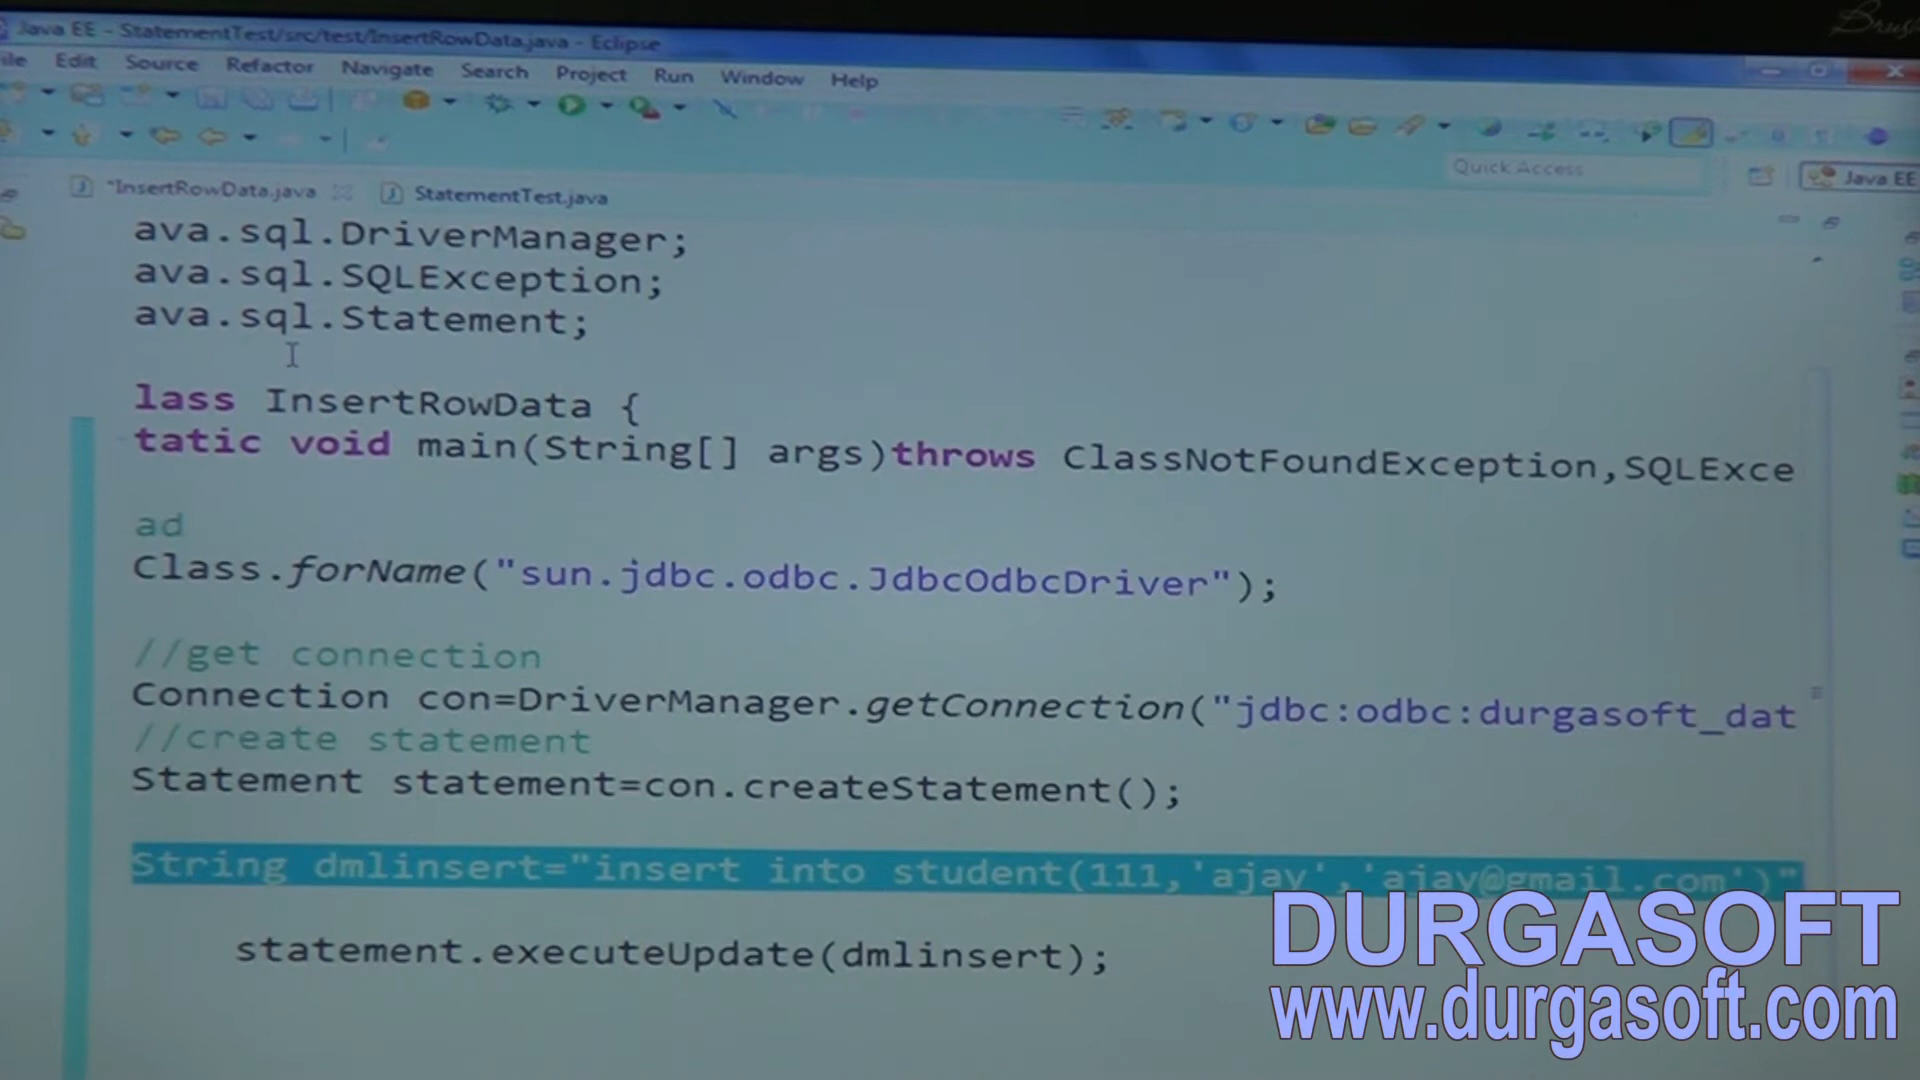 Java EE - StatementTest/src/test/InsertRowData.java - Eclipse
ile Edit Source Refactor Navigate Search Project Run Window Help
Quick Access
Java EE
*InsertRowData.java
StatementTest.java
ava.sql.DriverManager;
ava.sql.SQLException;
ava.sql.Statement;
lass InsertRowData {
tatic void main(String[] args)throws ClassNotFoundException,SQLExce
ad
Class.forName("sun.jdbc.odbc.JdbcOdbcDriver");
//get connection
Connection con=DriverManager.getConnection("jdbc:odbc:durgasoft_dat
//create statement
Statement statement=con.createStatement();
String dmlinsert="insert into student(111,'ajay','ajay@gmail.com')"
statement.executeUpdate(dmlinsert);
DURGASOFT
www.durgasoft.com